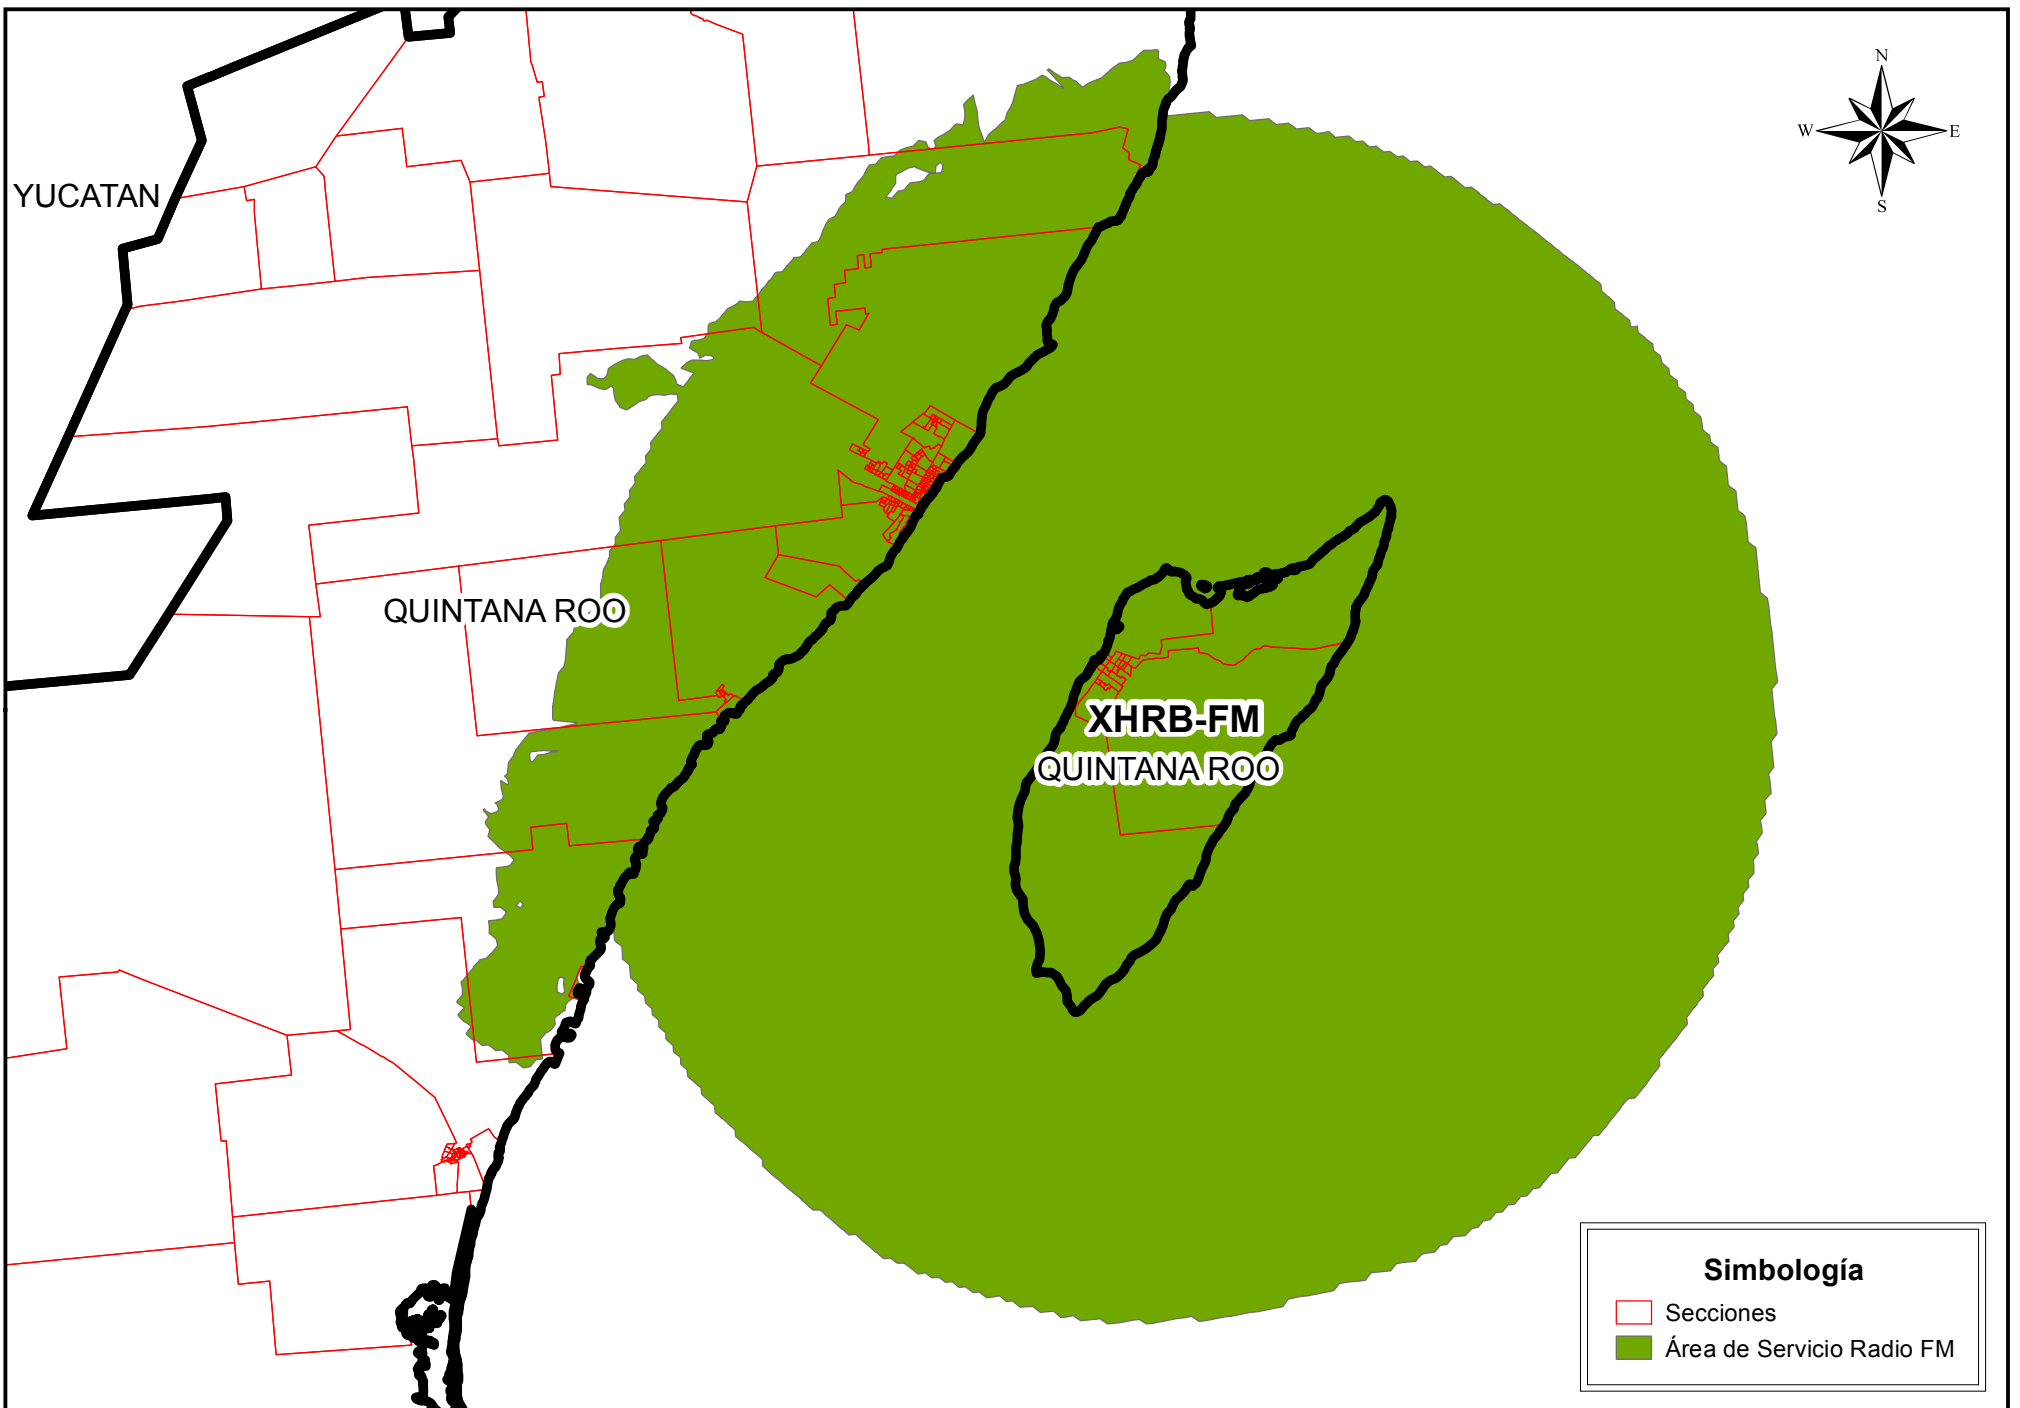 N
W E
S
YUCATAN
QUINTANA ROO
XHRB-FM
QUINTANA ROO
Simbología
Secciones
Área de Servicio Radio FM